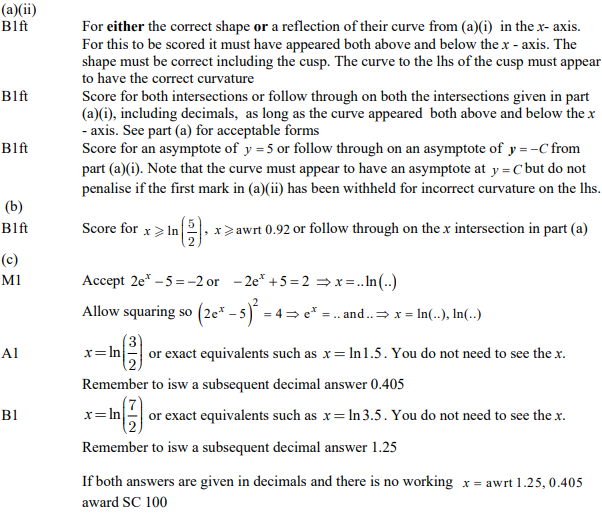 (a)(ii)
B1ft For either the correct shape or a reflection of their curve from (a)(i) in the x- axis.
For this to be scored it must have appeared both above and below the x - axis. The
shape must be correct including the cusp. The curve to the lhs of the cusp must appear
to have the correct curvature
B1ft Score for both intersections or follow through on both the intersections given in part
(a)(i), including decimals, as long as the curve appeared both above and below the x
- axis. See part (a) for acceptable forms
B1ft Score for an asymptote of y = 5 or follow through on an asymptote of y = −C from
part (a)(i). Note that the curve must appear to have an asymptote at y = C but do not
penalise if the first mark in (a)(ii) has been withheld for incorrect curvature on the lhs.
(b)
B1ft Score for x ⩾ ln(5/2), x ⩾ awrt 0.92 or follow through on the x intersection in part (a)
(c)
M1 Accept 2eˣ − 5 = −2 or − 2eˣ + 5 = 2 ⇒ x = ..ln(..)
Allow squaring so (2eˣ − 5)² = 4 ⇒ eˣ = .. and .. ⇒ x = ln(..), ln(..)
A1 x = ln(3/2) or exact equivalents such as x = ln1.5. You do not need to see the x.
Remember to isw a subsequent decimal answer 0.405
B1 x = ln(7/2) or exact equivalents such as x = ln3.5. You do not need to see the x.
Remember to isw a subsequent decimal answer 1.25
If both answers are given in decimals and there is no working x = awrt 1.25, 0.405
award SC 100